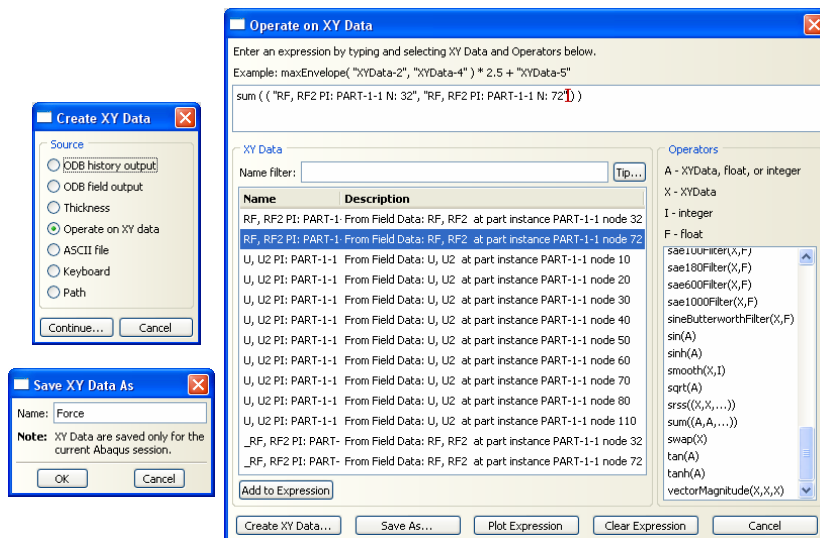 Create XY Data
Source
ODB history output
ODB field output
Thickness
Operate on XY data
ASCII file
Keyboard
Path
Continue... Cancel
Save XY Data As
Name: Force
Note: XY Data are saved only for the
current Abaqus session.
OK Cancel
Operate on XY Data
Enter an expression by typing and selecting XY Data and Operators below.
Example: maxEnvelope( "XYData-2", "XYData-4" ) * 2.5 + "XYData-5"
sum ( ( "RF, RF2 PI: PART-1-1 N: 32", "RF, RF2 PI: PART-1-1 N: 72" ) )
XY Data
Name filter: Tip...
Name Description
RF, RF2 PI: PART-1- From Field Data: RF, RF2 at part instance PART-1-1 node 32
RF, RF2 PI: PART-1- From Field Data: RF, RF2 at part instance PART-1-1 node 72
U, U2 PI: PART-1-1 From Field Data: U, U2 at part instance PART-1-1 node 10
U, U2 PI: PART-1-1 From Field Data: U, U2 at part instance PART-1-1 node 20
U, U2 PI: PART-1-1 From Field Data: U, U2 at part instance PART-1-1 node 30
U, U2 PI: PART-1-1 From Field Data: U, U2 at part instance PART-1-1 node 40
U, U2 PI: PART-1-1 From Field Data: U, U2 at part instance PART-1-1 node 50
U, U2 PI: PART-1-1 From Field Data: U, U2 at part instance PART-1-1 node 60
U, U2 PI: PART-1-1 From Field Data: U, U2 at part instance PART-1-1 node 70
U, U2 PI: PART-1-1 From Field Data: U, U2 at part instance PART-1-1 node 80
U, U2 PI: PART-1-1 From Field Data: U, U2 at part instance PART-1-1 node 110
_RF, RF2 PI: PART- From Field Data: RF, RF2 at part instance PART-1-1 node 32
_RF, RF2 PI: PART- From Field Data: RF, RF2 at part instance PART-1-1 node 72
Add to Expression
Operators
A - XYData, float, or integer
X - XYData
I - integer
F - float
sae100Filter(X,F)
sae180Filter(X,F)
sae600Filter(X,F)
sae1000Filter(X,F)
sineButterworthFilter(X,F)
sin(A)
sinh(A)
smooth(X,I)
sqrt(A)
srss((X,X,...))
sum((A,A,...))
swap(X)
tan(A)
tanh(A)
vectorMagnitude(X,X,X)
Create XY Data... Save As... Plot Expression Clear Expression Cancel